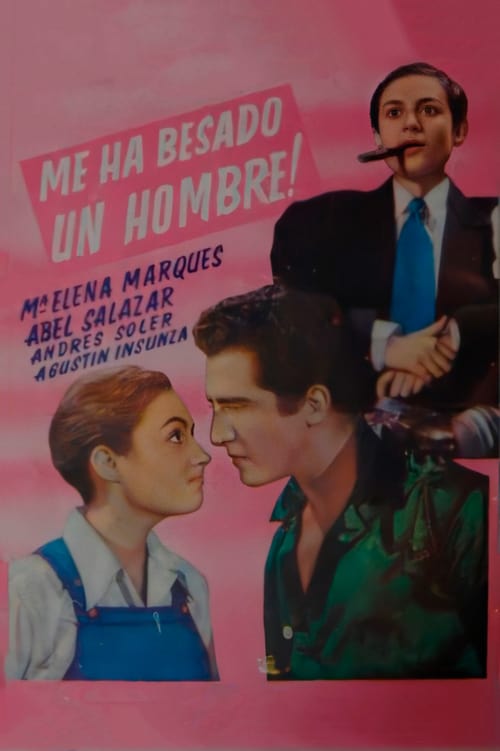 ME HA BESADO
UN HOMBRE!
Mª ELENA MARQUES
ABEL SALAZAR
ANDRES SOLER
AGUSTIN INSUNZA